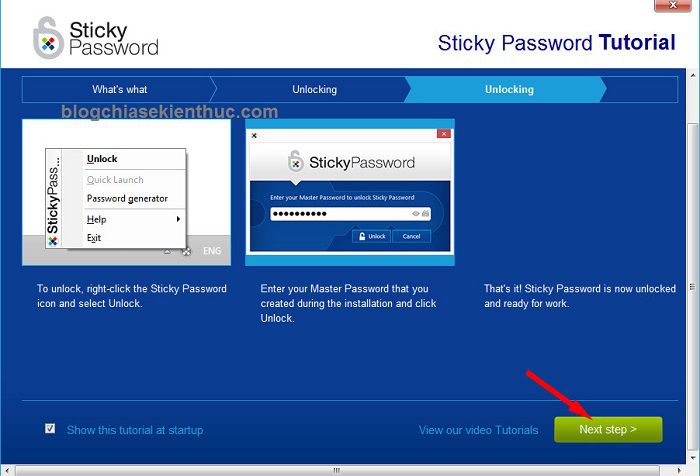 Sticky
Password
Sticky Password Tutorial
What's what
Unlocking
Unlocking
blogchiasekienthuc.com
StickyPass...
Unlock
Quick Launch
Password generator
Help
Exit
ENG
StickyPassword
Enter your Master Password to unlock Sticky Password
Unlock
Cancel
To unlock, right-click the Sticky Password
icon and select Unlock.
Enter your Master Password that you
created during the installation and click
Unlock.
That's it! Sticky Password is now unlocked
and ready for work.
Show this tutorial at startup
View our video Tutorials
Next step >